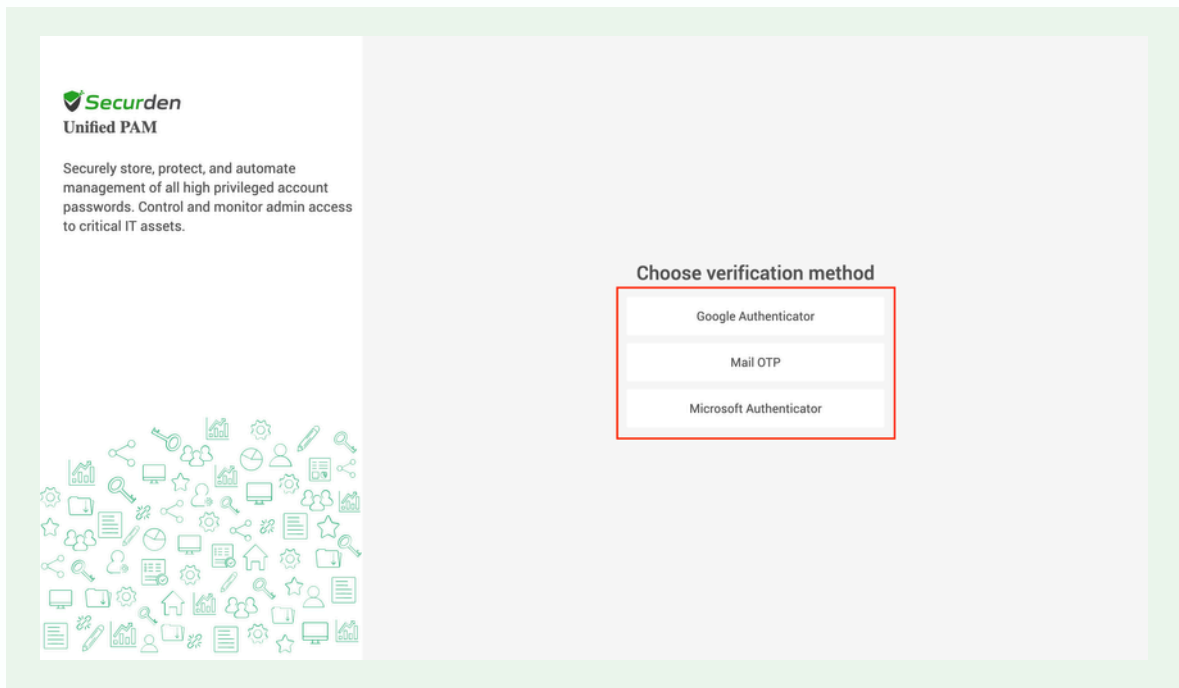 Securden
Unified PAM
Securely store, protect, and automate
management of all high privileged account
passwords. Control and monitor admin access
to critical IT assets.
Choose verification method
Google Authenticator
Mail OTP
Microsoft Authenticator